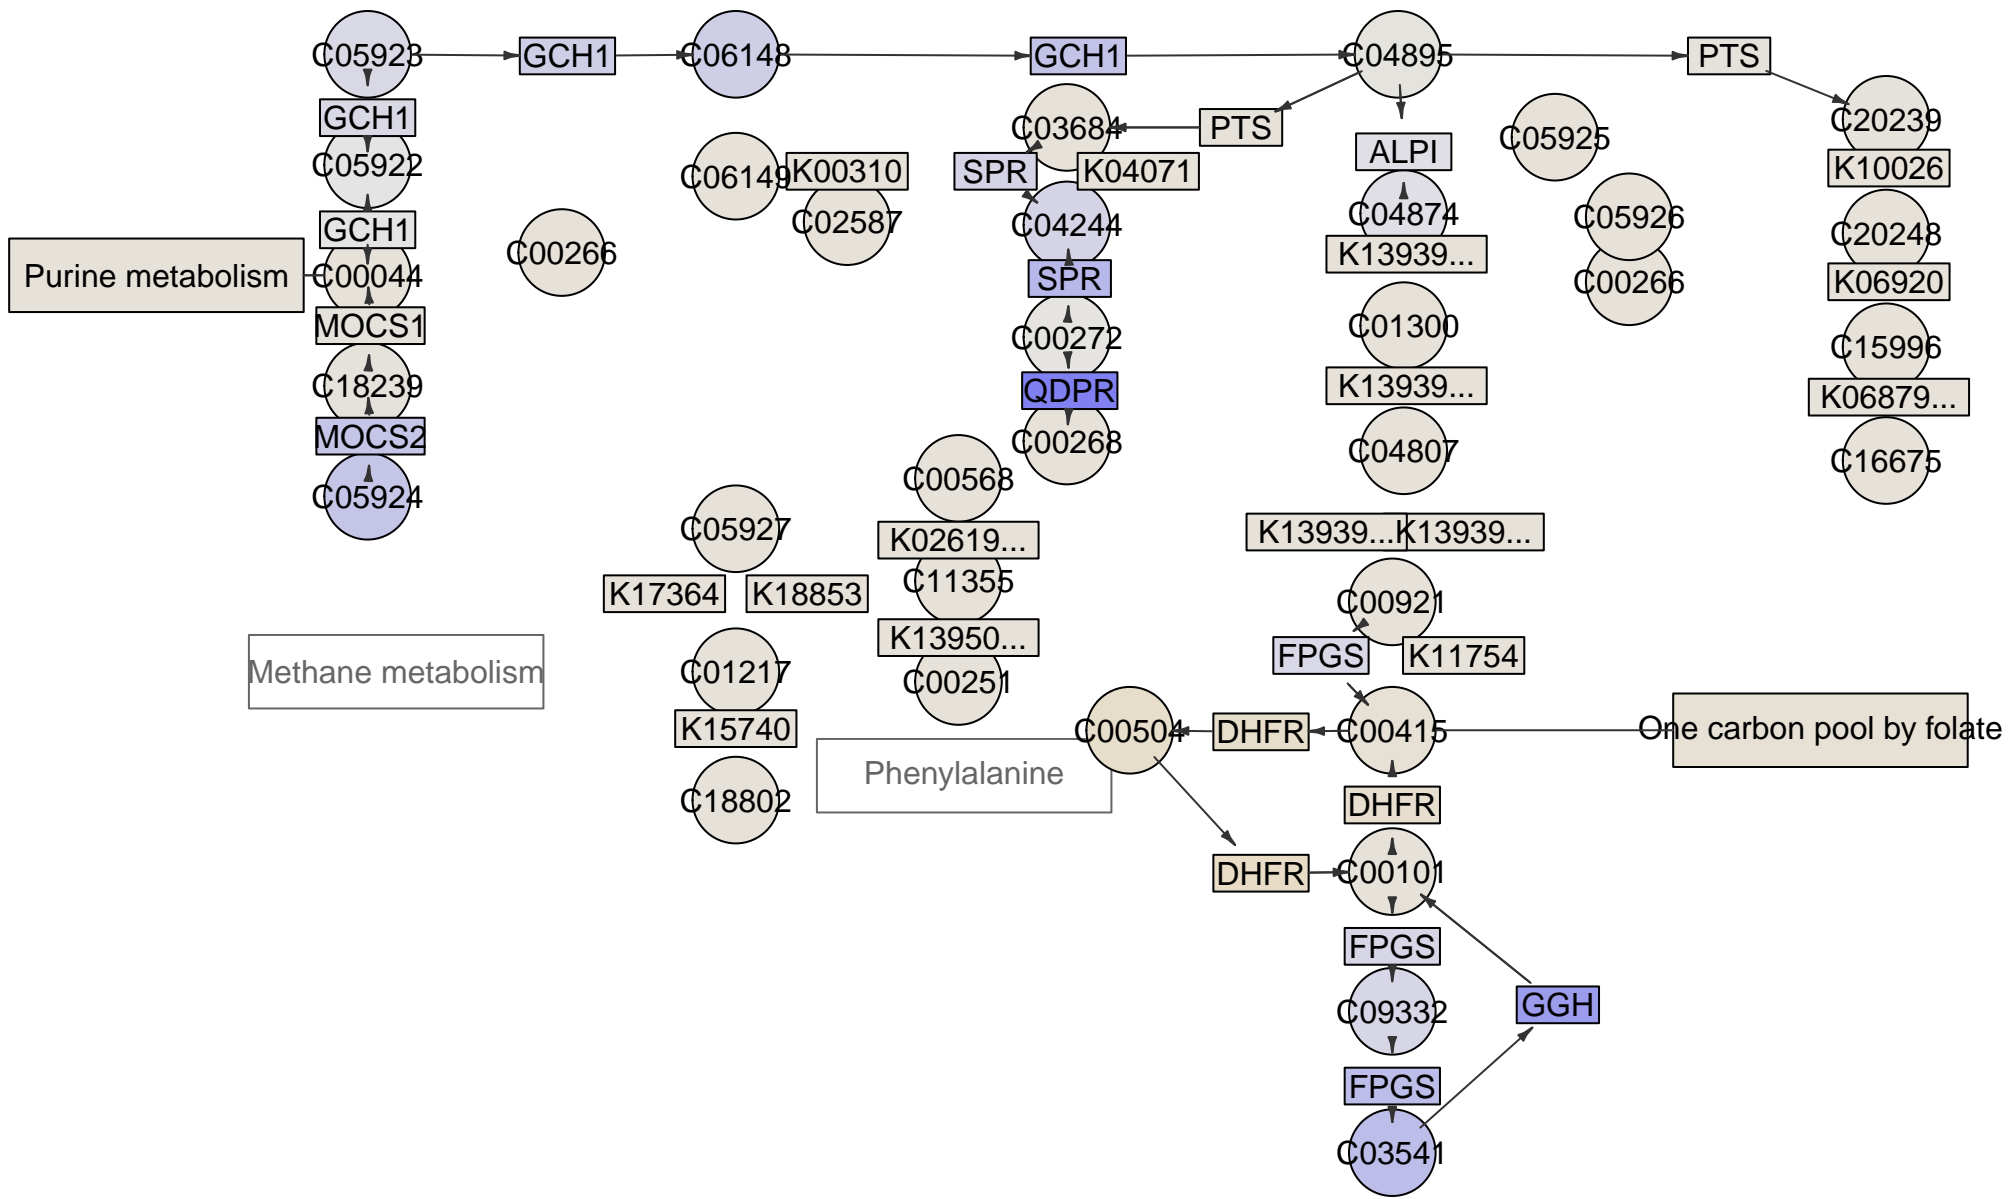 C05923
GCH1
C06148
GCH1
C04895
PTS
GCH1
C03684
PTS
C05925
C20239
C05922
SPR
K04071
ALPI
K10026
C06149
K00310
C02587
C04244
C04874
C05926
C20248
GCH1
C00266
K13939...
Purine metabolism
C00044
SPR
C00266
K06920
MOCS1
C00272
C01300
C15996
C18239
QDPR
K13939...
K06879...
MOCS2
C00268
C04807
C16675
C05924
C00568
C05927
K02619...
K13939...
K13939...
K17364
K18853
C11355
C00921
K13950...
FPGS
K11754
Methane metabolism
C01217
C00251
K15740
C00504
DHFR
C00415
One carbon pool by folate
Phenylalanine
C18802
DHFR
DHFR
C00101
FPGS
C09332
GGH
FPGS
C03541